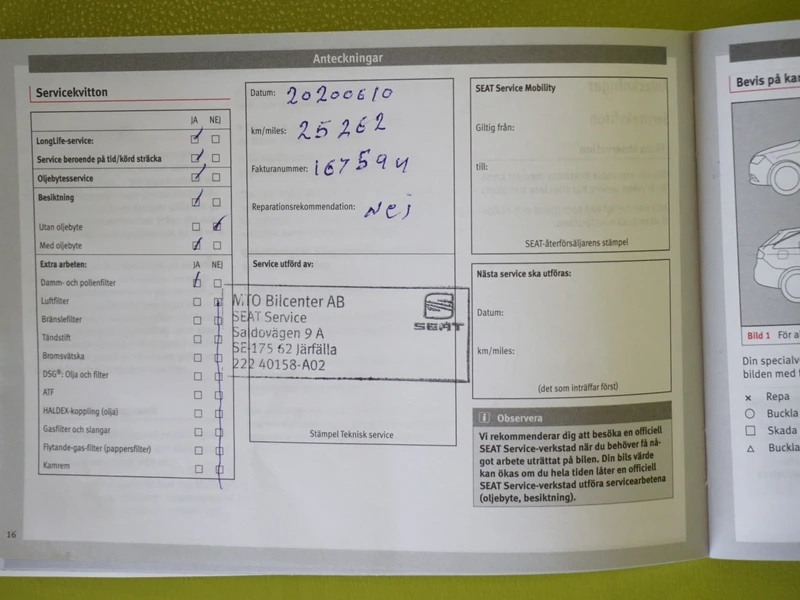 Anteckningar
Servicekvitton
JA NEJ
LongLife-service:
Service beroende på tid/körd sträcka
Oljebytesservice
Besiktning
Utan oljebyte
Med oljebyte
Extra arbeten: JA NEJ
Damm- och pollenfilter
Luftfilter
Bränslefilter
Tändstift
Bromsvätska
DSG®: Olja och filter
ATF
HALDEX-koppling (olja)
Gasfilter och slangar
Flytande-gas-filter (pappersfilter)
Kamrem
16
Datum: 20200610
km/miles: 25262
Fakturanummer: 167594
Reparationsrekommendation: Nej
Service utförd av:
MTO Bilcenter AB
SEAT Service
Saldovägen 9 A
SE-175 62 Järfälla
222 40158-A02
SEAT
Stämpel Teknisk service
SEAT Service Mobility
Giltig från:
till:
SEAT-återförsäljarens stämpel
Nästa service ska utföras:
Datum:
km/miles:
(det som inträffar först)
i Observera
Vi rekommenderar dig att besöka en officiell
SEAT Service-verkstad när du behöver få nå-
got arbete uträttat på bilen. Din bils värde
kan ökas om du hela tiden låter en officiell
SEAT Service-verkstad utföra servicearbetena
(oljebyte, besiktning).
Bevis på
Bild 1 För
Din
bilden med
Repa
Buckla
Skada
Buckla